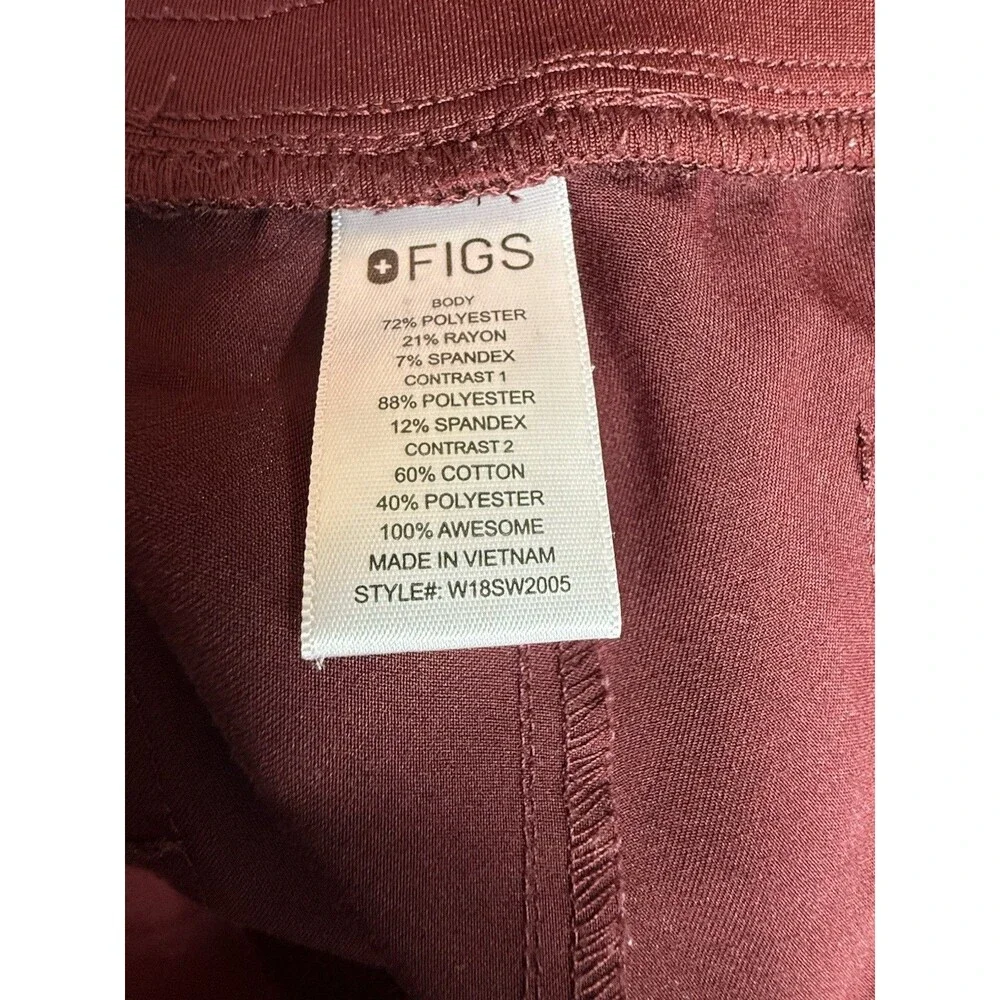 FIGS
BODY
72% POLYESTER
21% RAYON
7% SPANDEX
CONTRAST 1
88% POLYESTER
12% SPANDEX
CONTRAST 2
60% COTTON
40% POLYESTER
100% AWESOME
MADE IN VIETNAM
STYLE#: W18SW2005